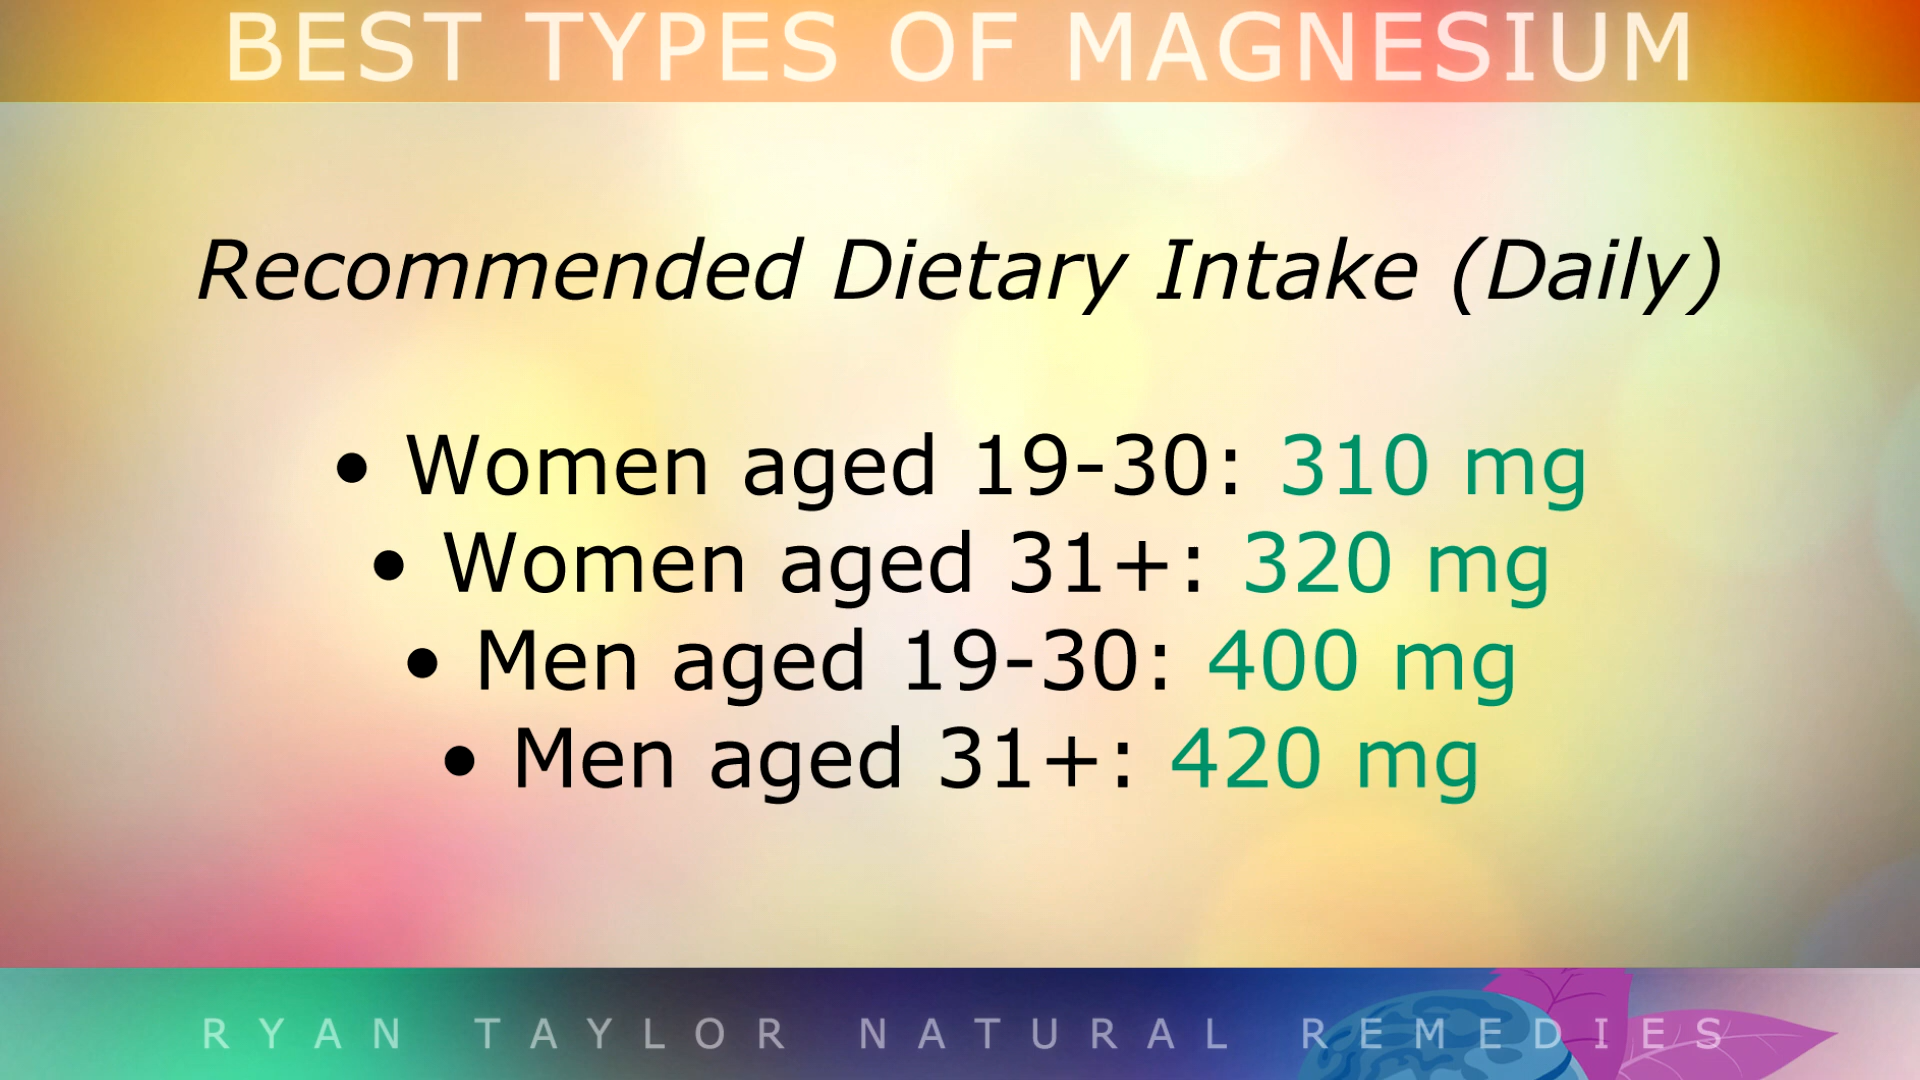 BEST TYPES OF MAGNESIUM
Recommended Dietary Intake (Daily)
• Women aged 19-30: 310 mg
• Women aged 31+: 320 mg
• Men aged 19-30: 400 mg
• Men aged 31+: 420 mg
RYAN TAYLOR NATURAL REMEDIES